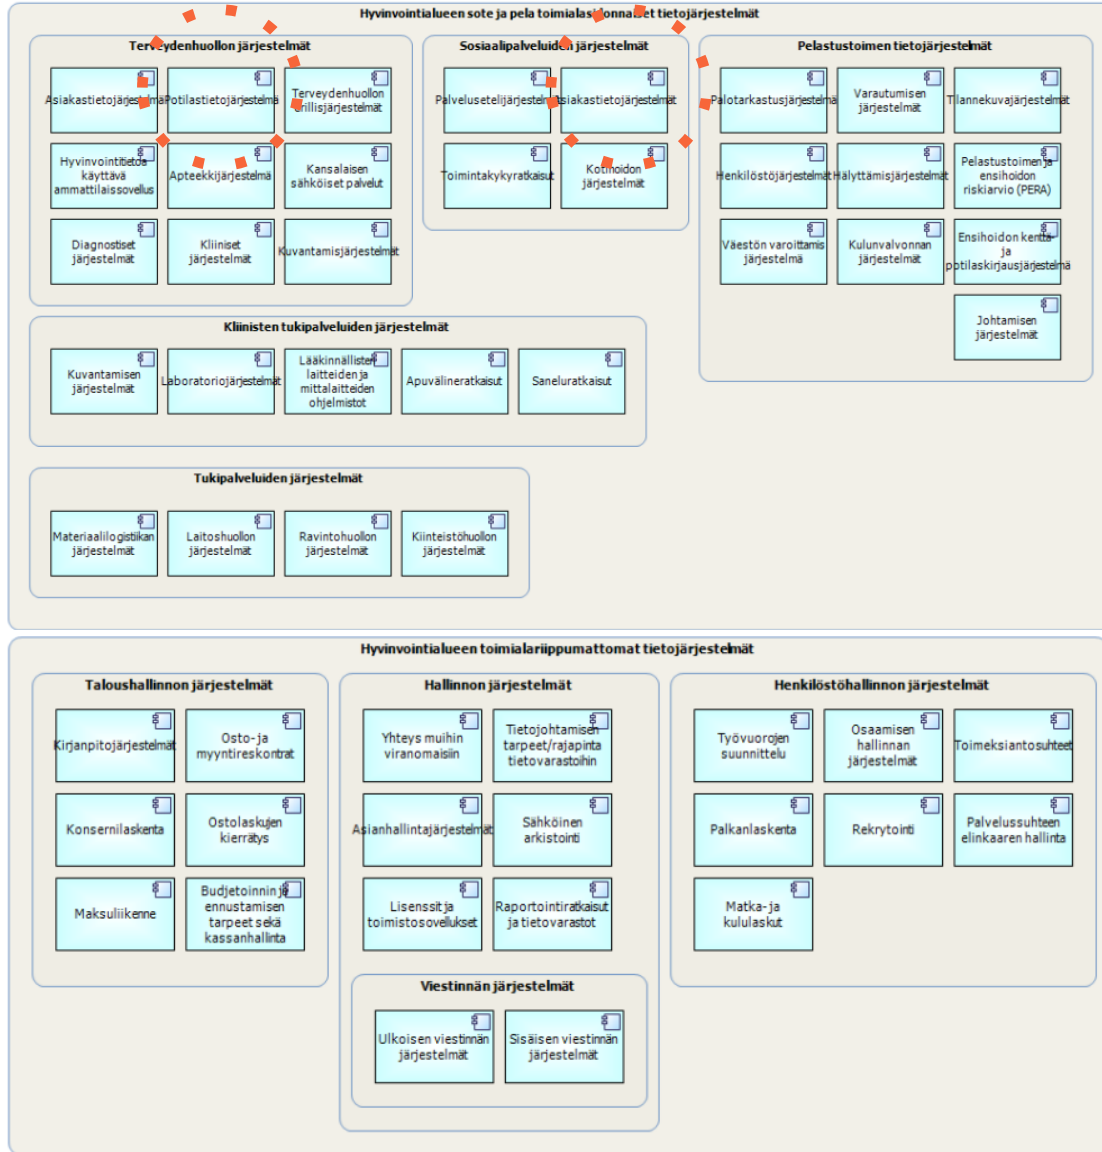 Hyvinvointialueen sote ja pela toimialasidonnaiset tietojärjestelmät
Terveydenhuollon järjestelmät
Asiakastietojärjestelmä
Potilastietojärjestelmä
Terveydenhuollon
erillisjärjestelmät
Hyvinvointitietoa
käyttävä
ammattilaissovellus
Apteekkijärjestelmä
Kansalaisen
sähköiset palvelut
Diagnostiset
järjestelmät
Kliiniset
järjestelmät
Kuvantamisjärjestelmät
Sosiaalipalveluiden järjestelmät
Palvelusetelijärjestelmät
Asiakastietojärjestelmät
Toimintakykyratkaisut
Kotihoidon
järjestelmät
Pelastustoimen tietojärjestelmät
Palotarkastusjärjestelmä
Varautumisen
järjestelmät
Tilannekuvajärjestelmät
Henkilöstöjärjestelmät
Hälyttämisjärjestelmät
Pelastustoimen ja
ensihoidon
riskiarvio (PERA)
Väestön varoittamis
järjestelmä
Kulunvalvonnan
järjestelmät
Ensihoidon kenttä-
ja
potilaskirjausjärjestelmä
Johtamisen
järjestelmät
Kliinisten tukipalveluiden järjestelmät
Kuvantamisen
järjestelmät
Laboratoriojärjestelmät
Lääkinnällisten
laitteiden ja
mittalaitteiden
ohjelmistot
Apuvälineratkaisut
Saneluratkaisut
Tukipalveluiden järjestelmät
Materiaalilogistiikan
järjestelmät
Laitoshuollon
järjestelmät
Ravintohuollon
järjestelmät
Kiinteistöhuollon
järjestelmät
Hyvinvointialueen toimialariippumattomat tietojärjestelmät
Taloushallinnon järjestelmät
Kirjanpitojärjestelmät
Osto- ja
myyntireskontrat
Konsernilaskenta
Ostolaskujen
kierrätys
Maksuliikenne
Budjetoinnin ja
ennustamisen
tarpeet sekä
kassanhallinta
Hallinnon järjestelmät
Yhteys muihin
viranomaisiin
Tietojohtamisen
tarpeet/rajapinta
tietovarastoihin
Asianhallintajärjestelmät
Sähköinen
arkistointi
Lisenssit ja
toimistosovellukset
Raportointiratkaisut
ja tietovarastot
Viestinnän järjestelmät
Ulkoisen viestinnän
järjestelmät
Sisäisen viestinnän
järjestelmät
Henkilöstöhallinnon järjestelmät
Työvuorojen
suunnittelu
Osaamisen
hallinnan
järjestelmät
Toimeksiantosuhteet
Palkanlaskenta
Rekrytointi
Palvelussuhteen
elinkaaren hallinta
Matka- ja
kululaskut